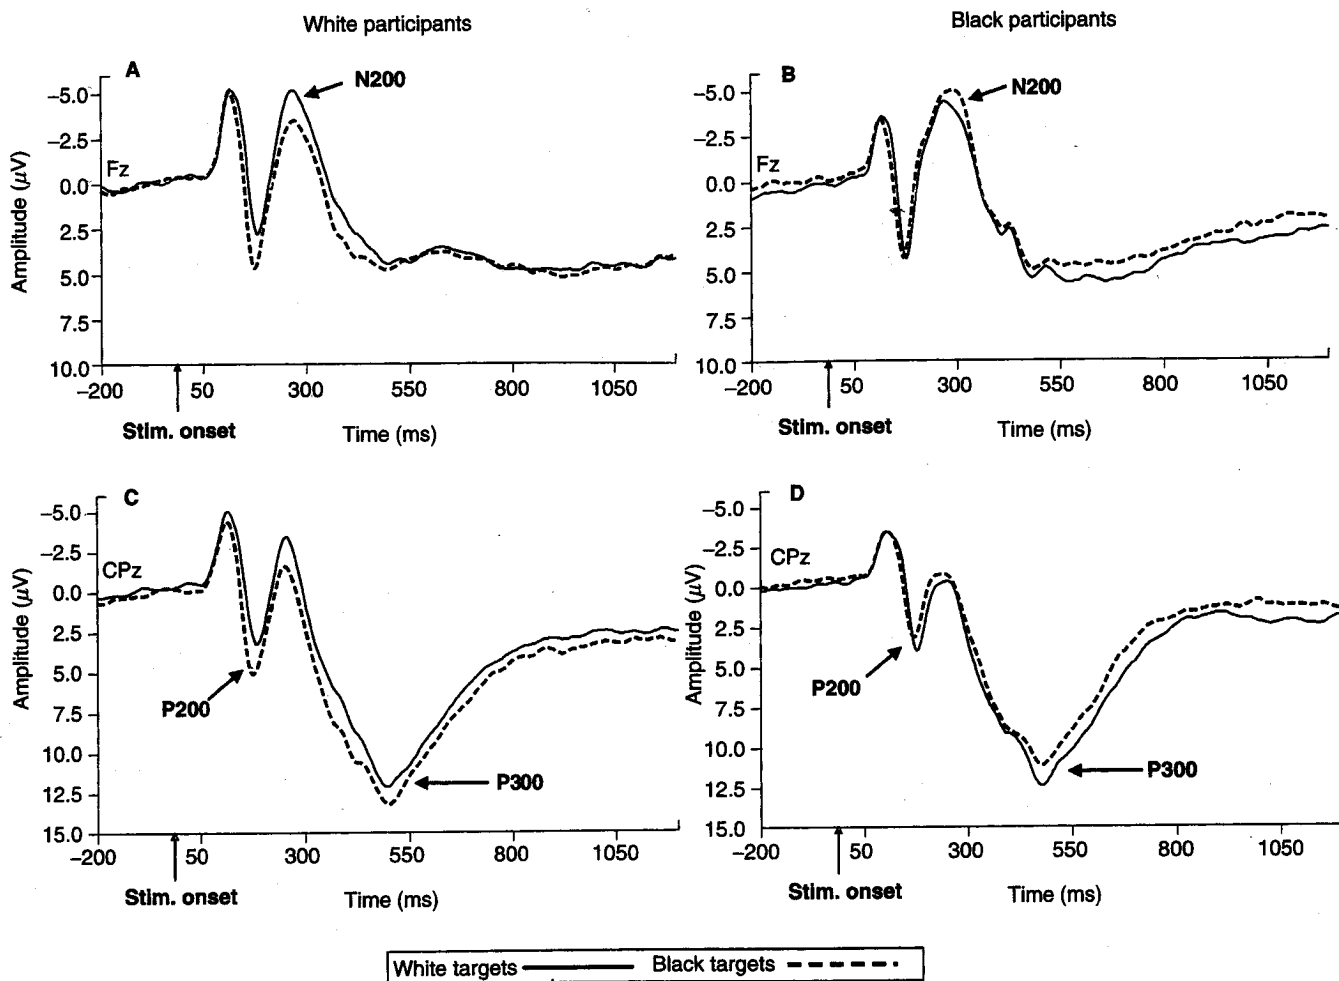 White participants
Black participants
A
N200
−5.0
−2.5
Fz
0.0
2.5
5.0
7.5
10.0
Amplitude (μV)
−200 50 300 550 800 1050
Stim. onset
Time (ms)
B
N200
−5.0
−2.5
Fz
0.0
2.5
5.0
7.5
10.0
−200 50 300 550 800 1050
Stim. onset
Time (ms)
C
−5.0
−2.5
CPz
0.0
2.5
5.0
7.5
10.0
12.5
15.0
Amplitude (μV)
P200
P300
−200 50 300 550 800 1050
Stim. onset
Time (ms)
D
−5.0
−2.5
CPz
0.0
2.5
5.0
7.5
10.0
12.5
15.0
Amplitude (μV)
P200
P300
−200 50 300 550 800 1050
Stim. onset
Time (ms)
White targets Black targets